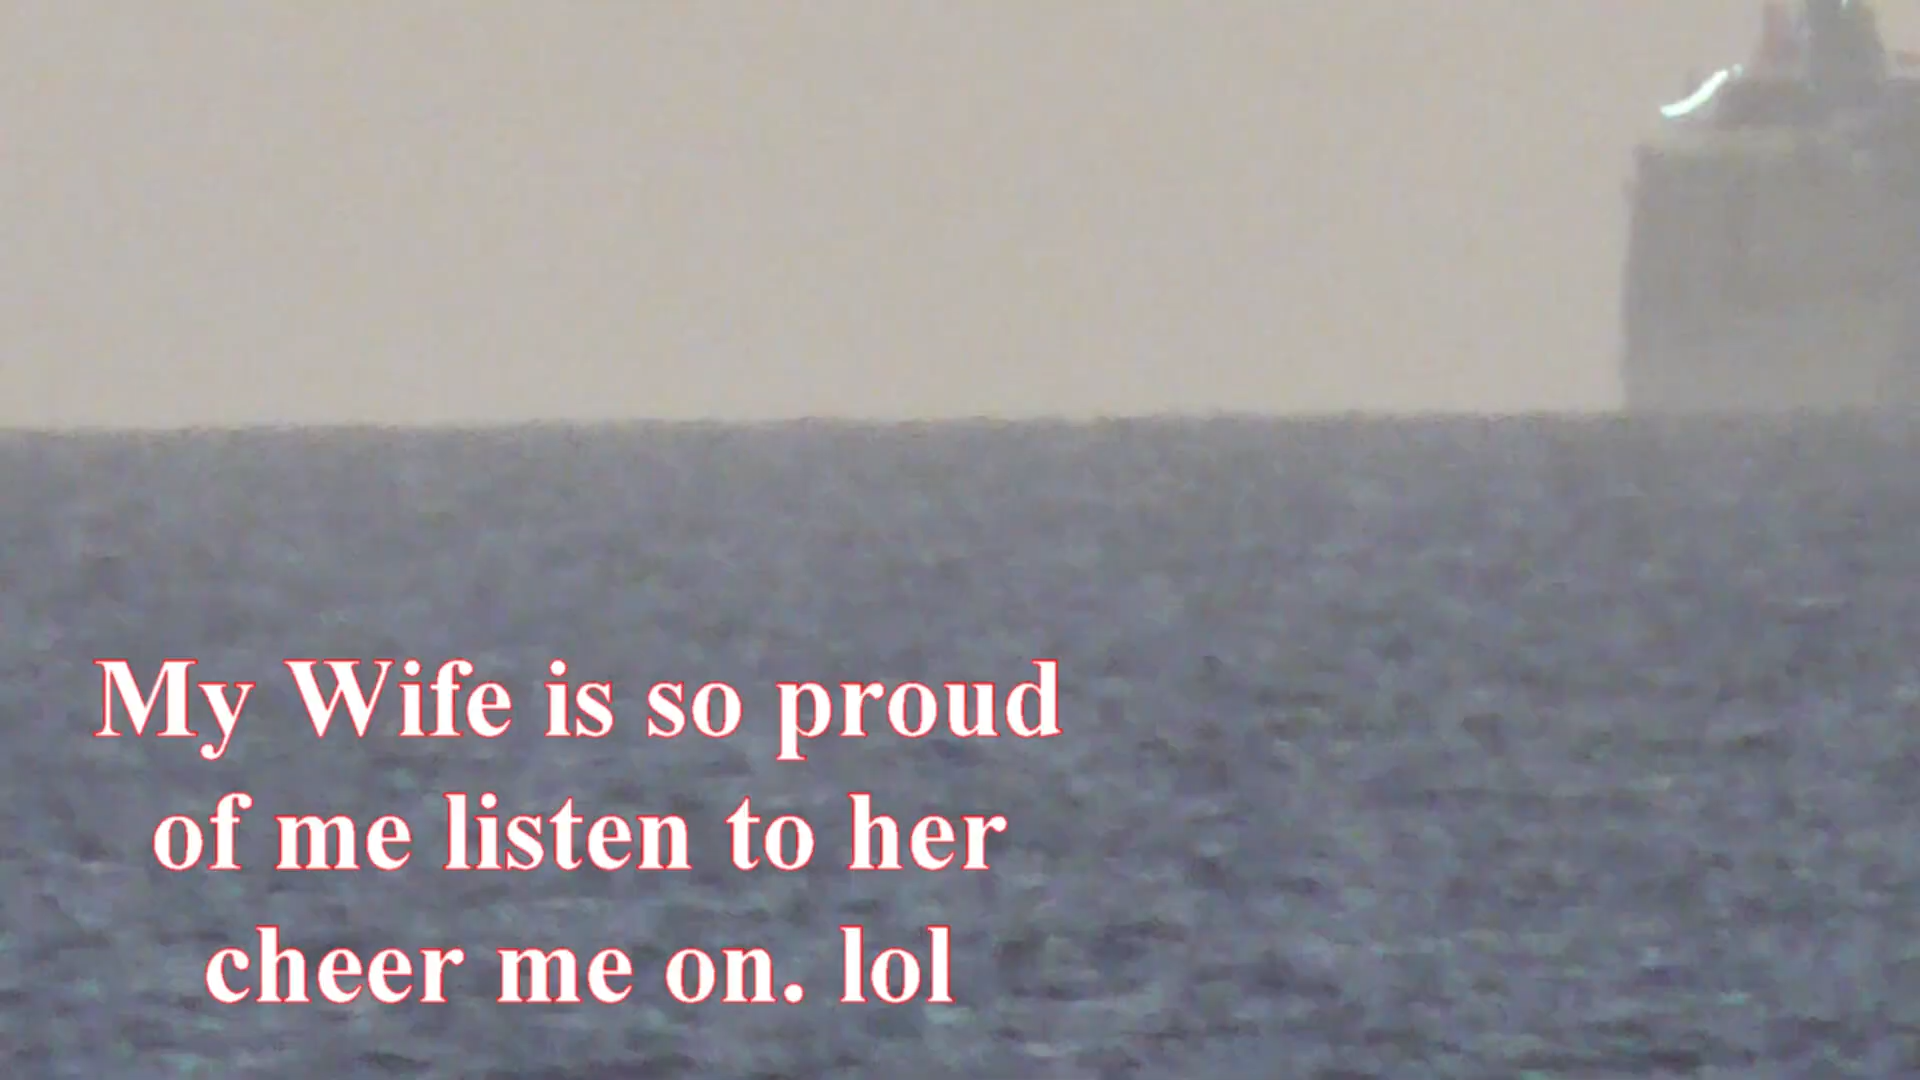 My Wife is so proud
of me listen to her
cheer me on. lol